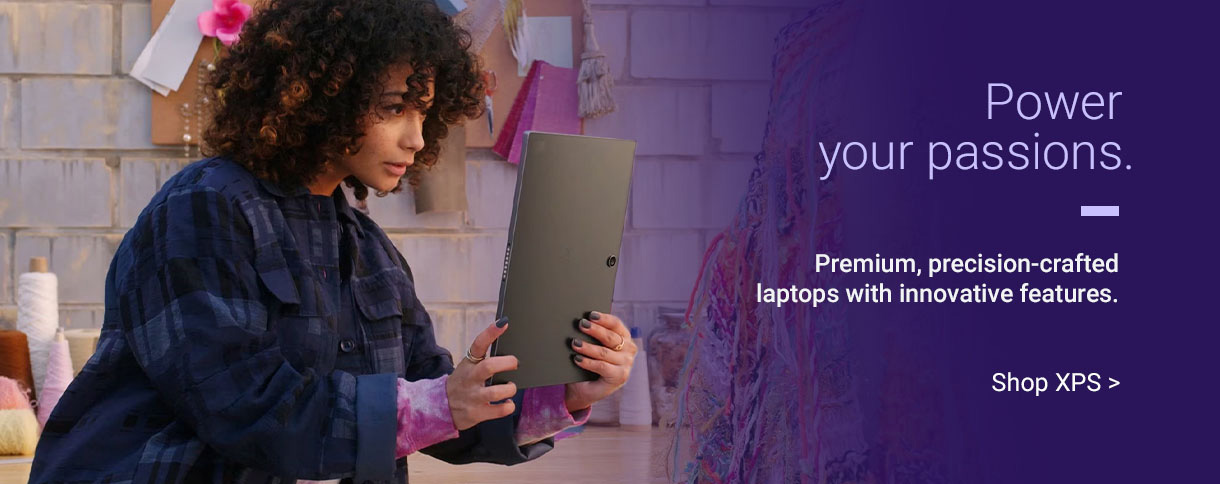 Power
your passions.
Premium, precision-crafted
laptops with innovative features.
Shop XPS >